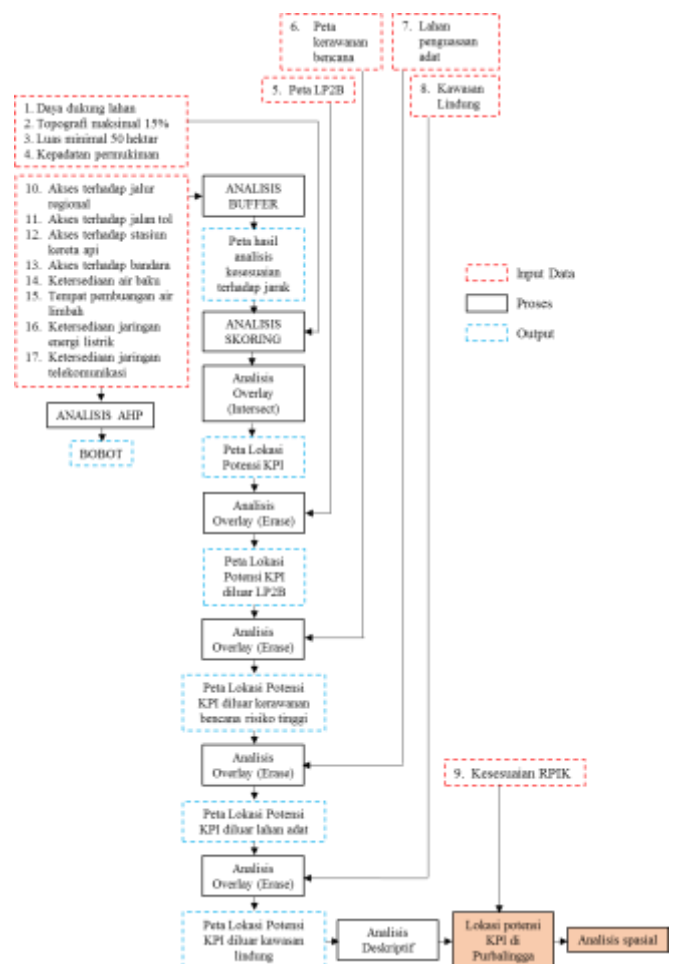 6. Peta
kerawanan
bencana
7. Lahan
penguasaan
adat
5. Peta LP2B
8. Kawasan
Lindung
1. Daya dukung lahan
2. Topografi maksimal 15%
3. Luas minimal 50 hektar
4. Kepadatan permukiman
10. Akses terhadap jalur
regional
11. Akses terhadap jalan tol
12. Akses terhadap stasiun
kereta api
13. Akses terhadap bandara
14. Ketersediaan air baku
15. Tempat pembuangan air
limbah
16. Ketersediaan jaringan
energi listrik
17. Ketersediaan jaringan
telekomunikasi
ANALISIS
BUFFER
Peta hasil
analisis
kesesuaian
terhadap jarak
Input Data
Proses
Output
ANALISIS
SKORING
Analisis
Overlay
(Intersect)
ANALISIS AHP
BOBOT
Peta Lokasi
Potensi KPI
Analisis
Overlay (Erase)
Peta Lokasi
Potensi KPI
diluar LP2B
Analisis
Overlay (Erase)
Peta Lokasi Potensi
KPI diluar kerawanan
bencana risiko tinggi
Analisis
Overlay (Erase)
9. Kesesuaian RPIK
Peta Lokasi Potensi
KPI diluar lahan adat
Analisis
Overlay (Erase)
Peta Lokasi Potensi
KPI diluar kawasan
lindung
Analisis
Deskriptif
Lokasi potensi
KPI di
Purbalingga
Analisis spasial